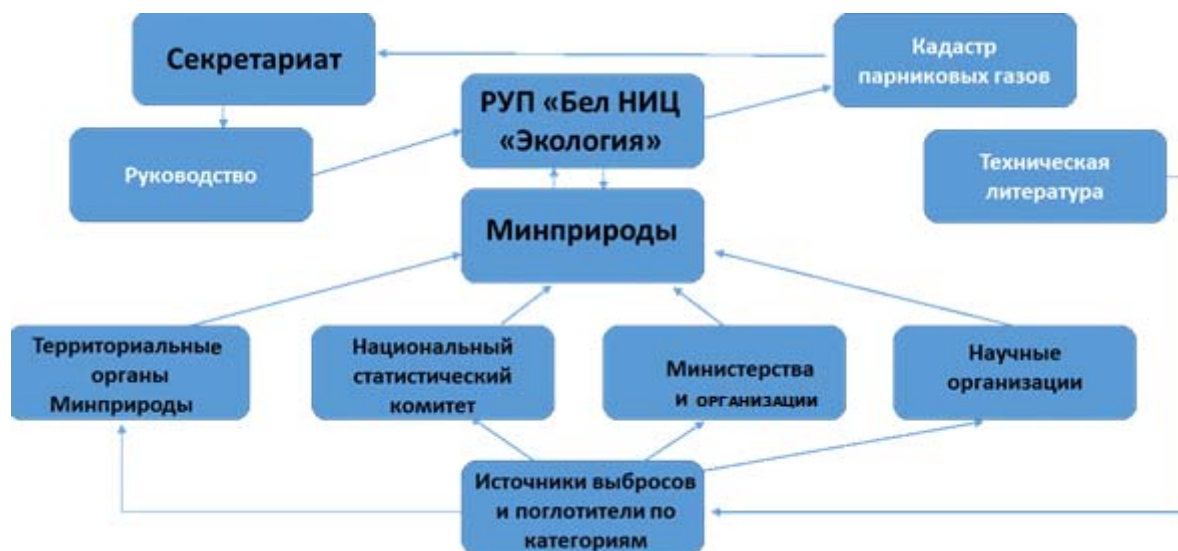 Секретариат
Кадастр
парниковых газов
РУП «Бел НИЦ
«Экология»
Руководство
Техническая
литература
Минприроды
Территориальные
органы
Минприроды
Национальный
статистический
комитет
Министерства
и организации
Научные
организации
Источники выбросов
и поглотители по
категориям